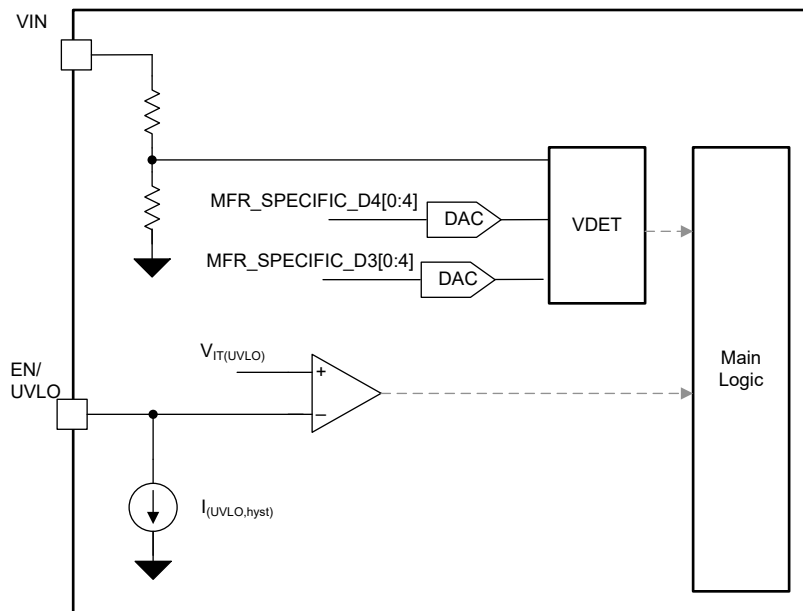 VIN
MFR_SPECIFIC_D4[0:4]
DAC
VDET
MFR_SPECIFIC_D3[0:4]
DAC
V_IT(UVLO)
EN/
UVLO
+
–
Main
Logic
I_(UVLO,hyst)